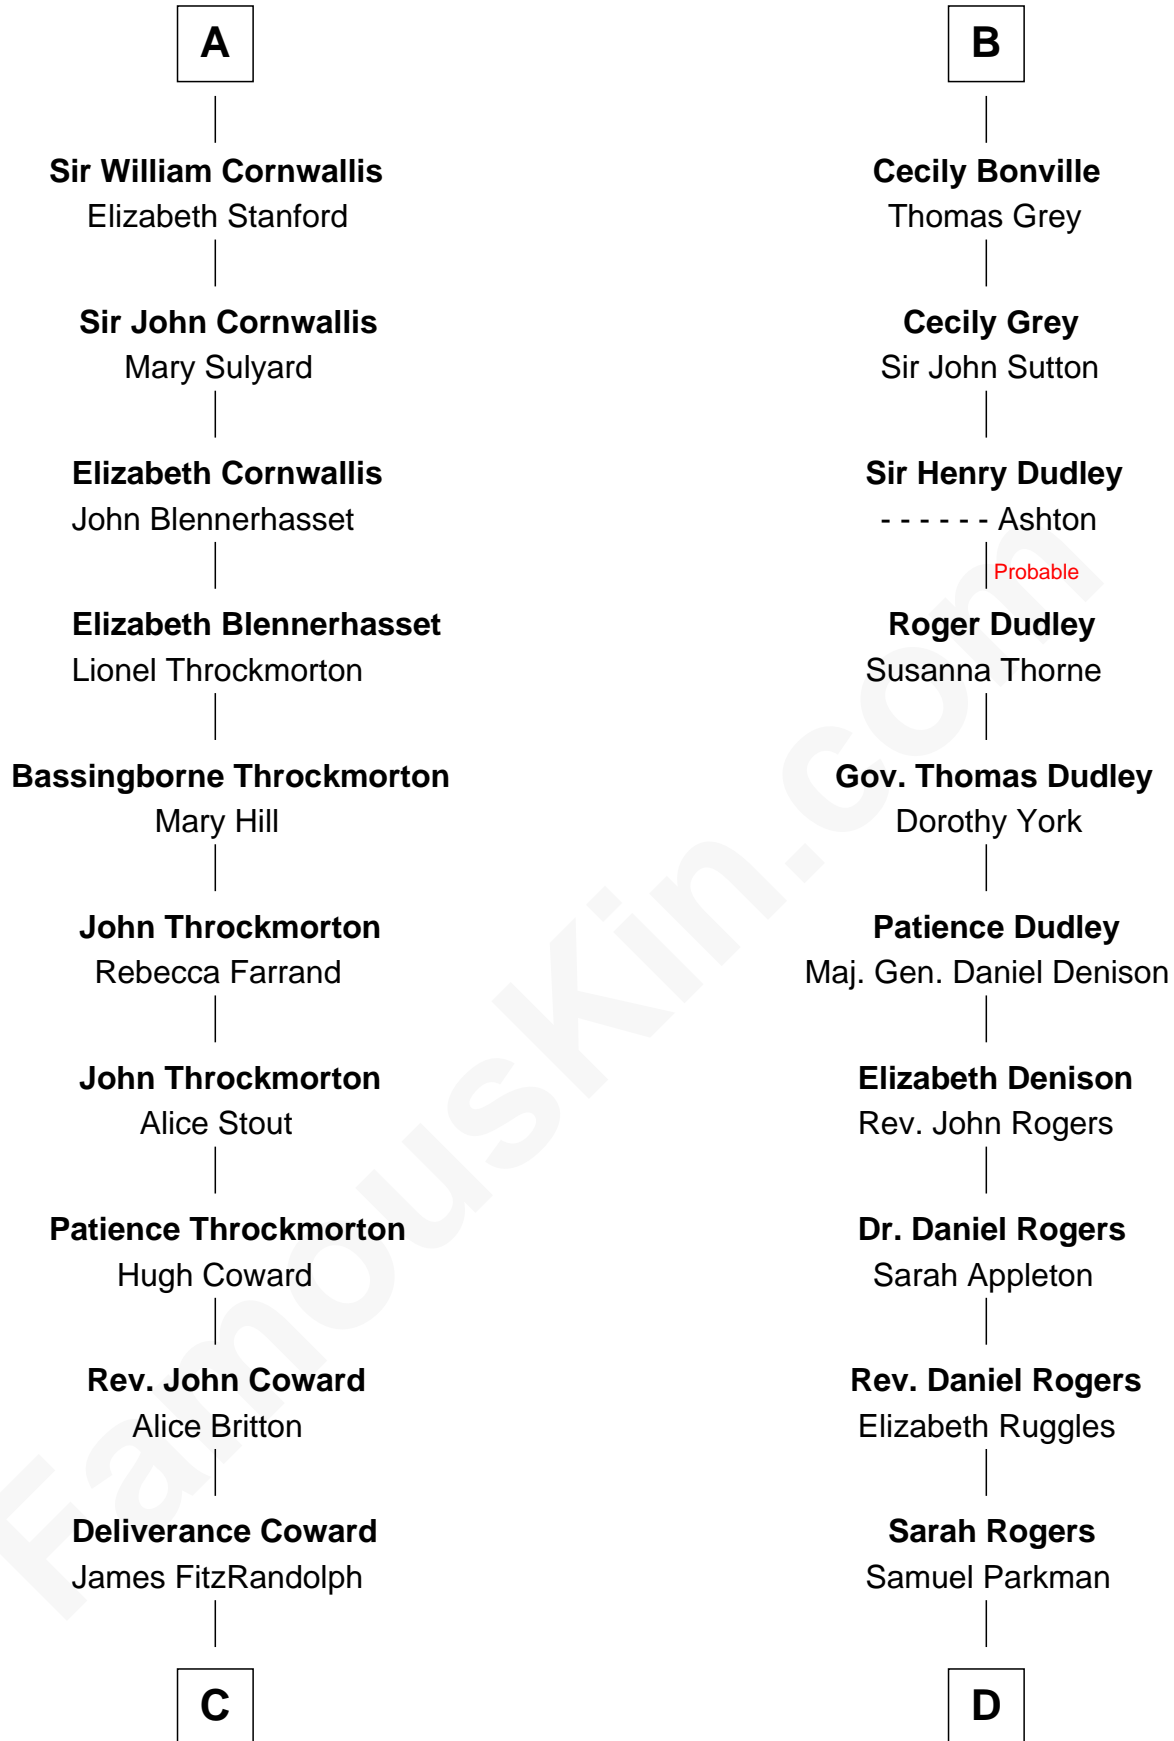 A
Sir William Cornwallis
Elizabeth Stanford
Sir John Cornwallis
Mary Sulyard
Elizabeth Cornwallis
John Blennerhasset
Elizabeth Blennerhasset
Lionel Throckmorton
Bassingborne Throckmorton
Mary Hill
John Throckmorton
Rebecca Farrand
John Throckmorton
Alice Stout
Patience Throckmorton
Hugh Coward
Rev. John Coward
Alice Britton
Deliverance Coward
James FitzRandolph
C
B
Cecily Bonville
Thomas Grey
Cecily Grey
Sir John Sutton
Sir Henry Dudley
- - - - - - Ashton
Probable
Roger Dudley
Susanna Thorne
Gov. Thomas Dudley
Dorothy York
Patience Dudley
Maj. Gen. Daniel Denison
Elizabeth Denison
Rev. John Rogers
Dr. Daniel Rogers
Sarah Appleton
Rev. Daniel Rogers
Elizabeth Ruggles
Sarah Rogers
Samuel Parkman
D
FamousKin.com